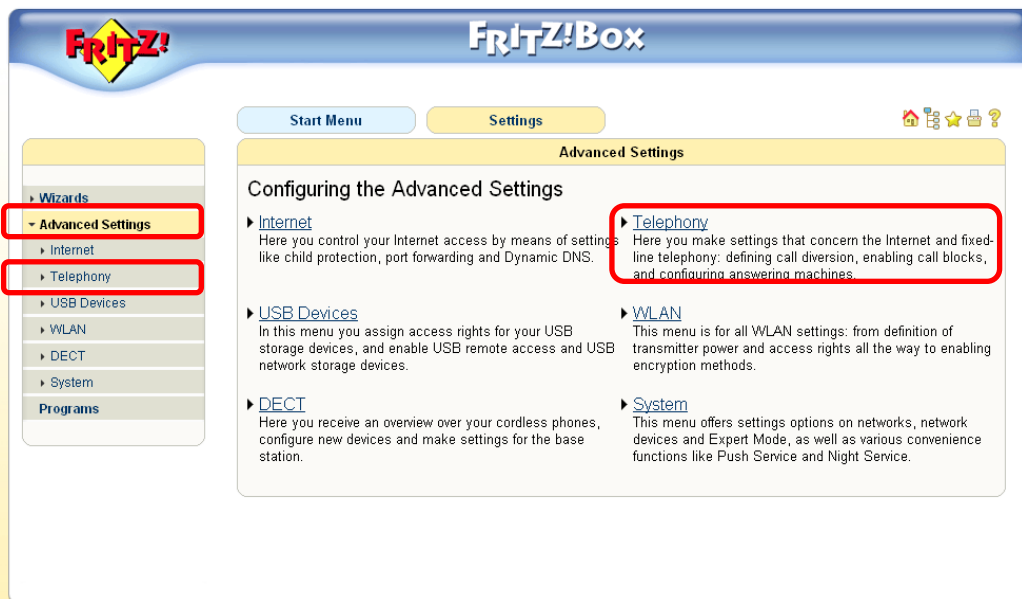 FRITZ!
FRITZ!Box
Start Menu
Settings
Advanced Settings
Wizards
Advanced Settings
Internet
Telephony
USB Devices
WLAN
DECT
System
Programs
Configuring the Advanced Settings
Internet
Here you control your Internet access by means of settings
like child protection, port forwarding and Dynamic DNS.
Telephony
Here you make settings that concern the Internet and fixed-
line telephony: defining call diversion, enabling call blocks,
and configuring answering machines.
USB Devices
In this menu you assign access rights for your USB
storage devices, and enable USB remote access and USB
network storage devices.
WLAN
This menu is for all WLAN settings: from definition of
transmitter power and access rights all the way to enabling
encryption methods.
DECT
Here you receive an overview over your cordless phones,
configure new devices and make settings for the base
station.
System
This menu offers settings options on networks, network
devices and Expert Mode, as well as various convenience
functions like Push Service and Night Service.